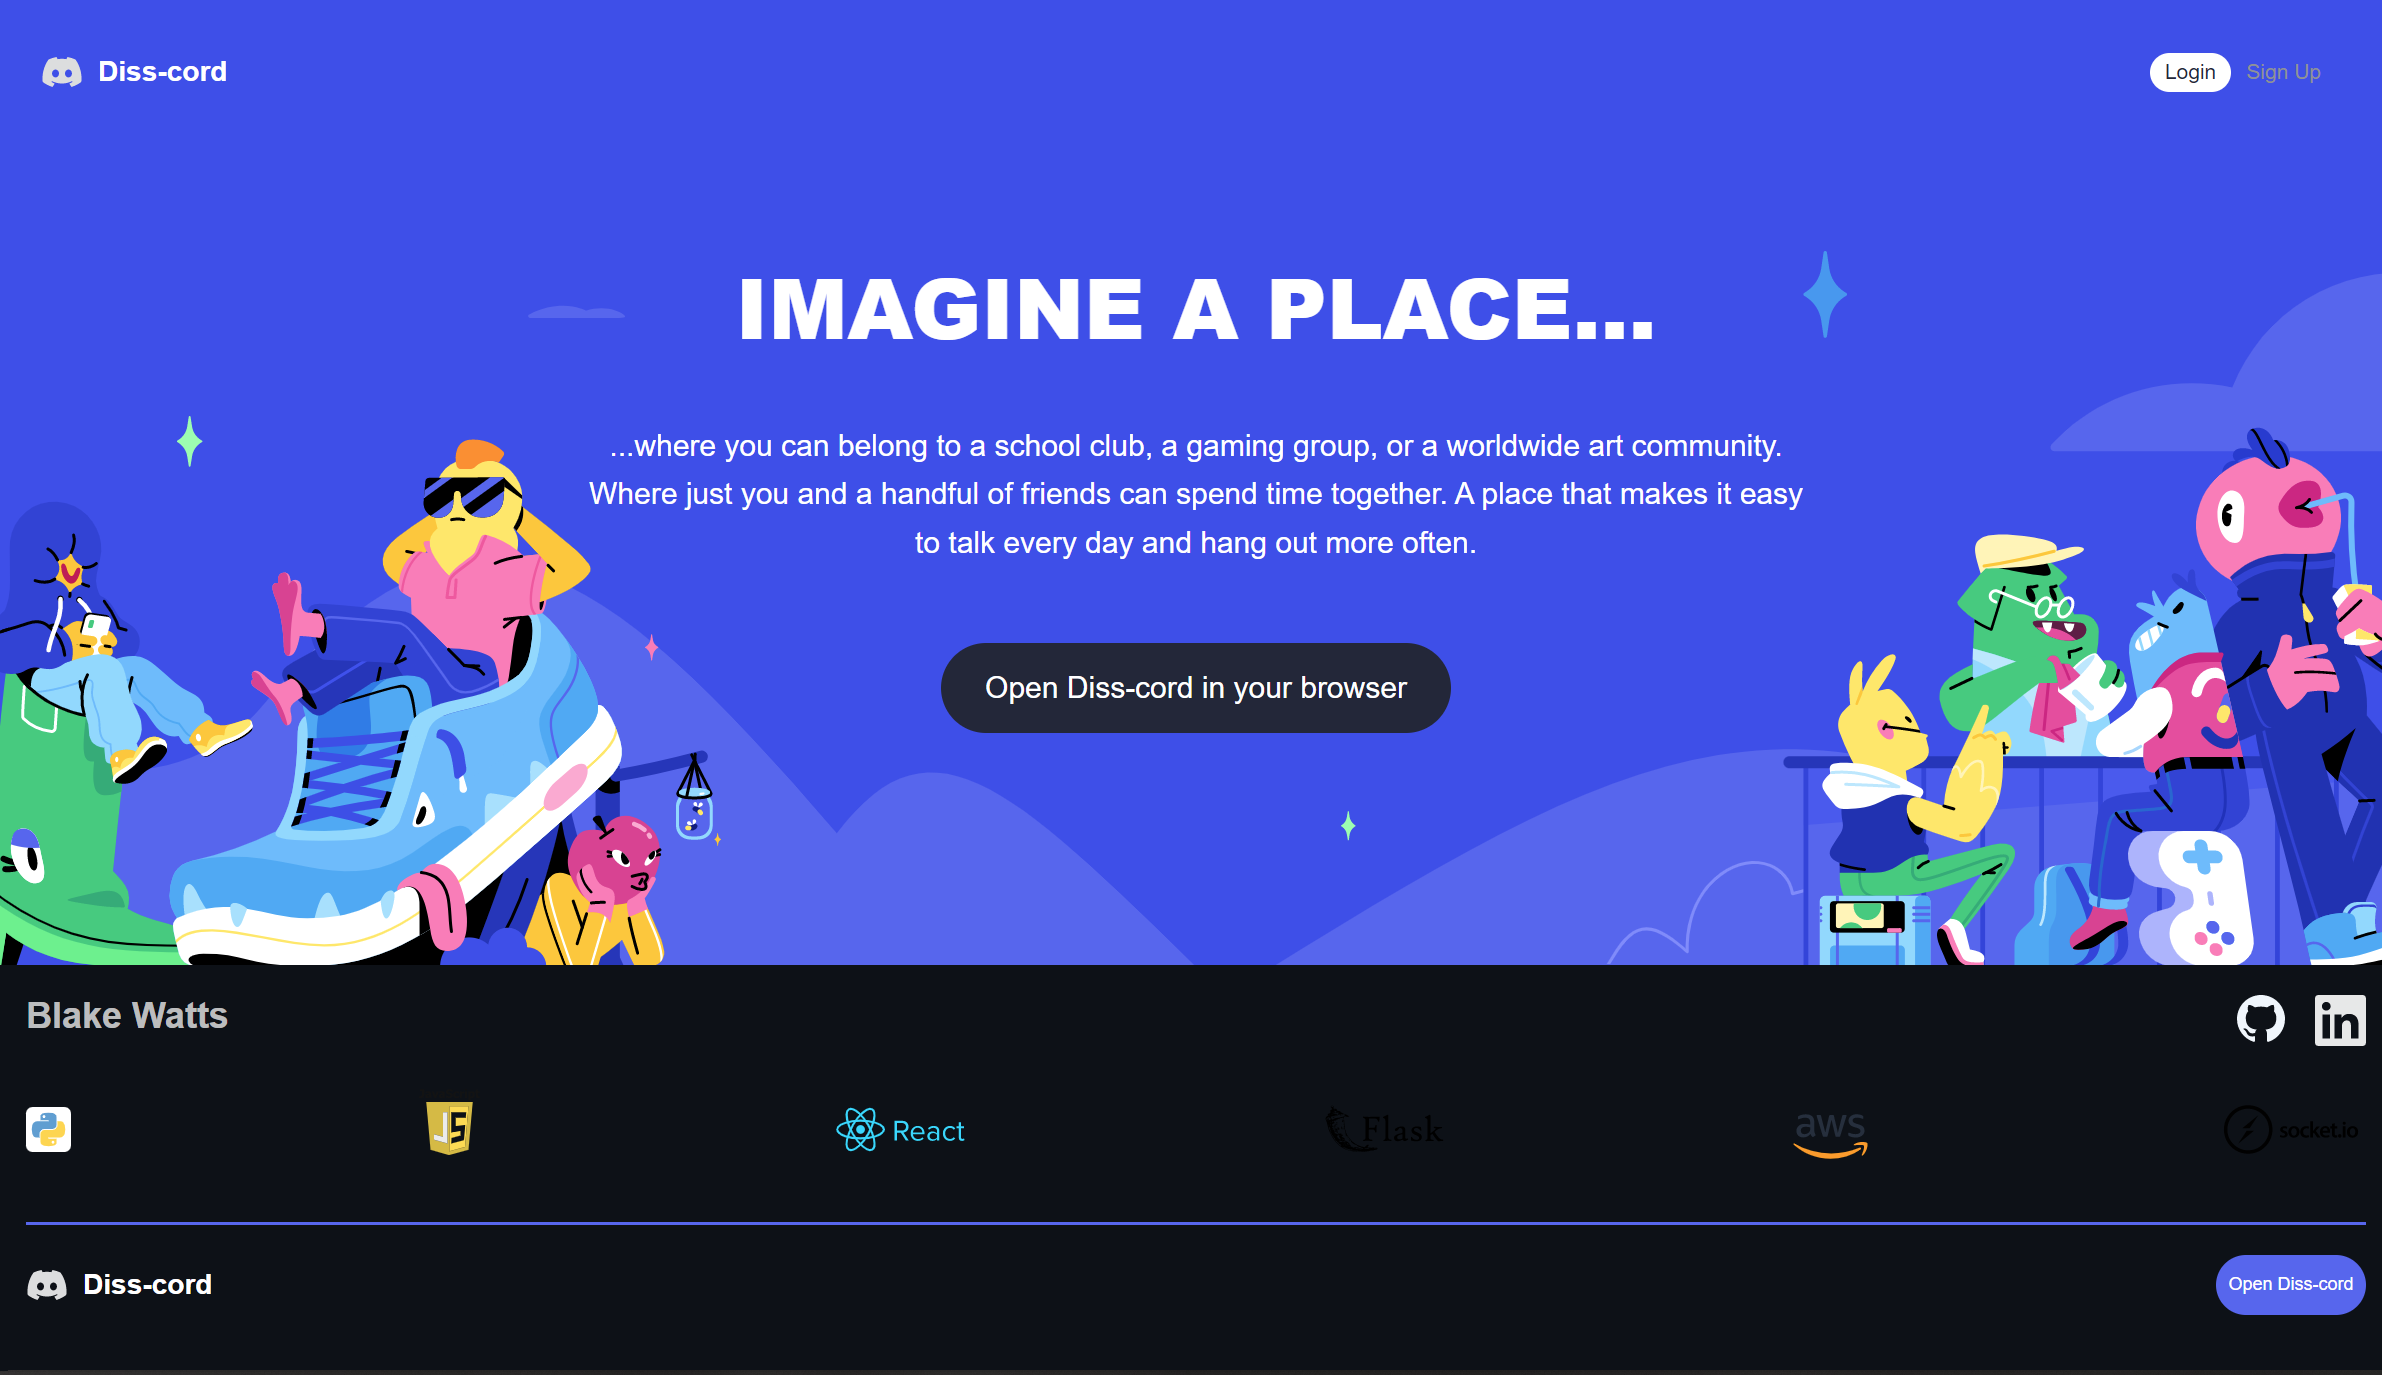 Diss-cord
Login
Sign Up
IMAGINE A PLACE...
...where you can belong to a school club, a gaming group, or a worldwide art community.
Where just you and a handful of friends can spend time together. A place that makes it easy
to talk every day and hang out more often.
Open Diss-cord in your browser
Blake Watts
in
JS
React
Flask
aws
socket.io
Diss-cord
Open Diss-cord